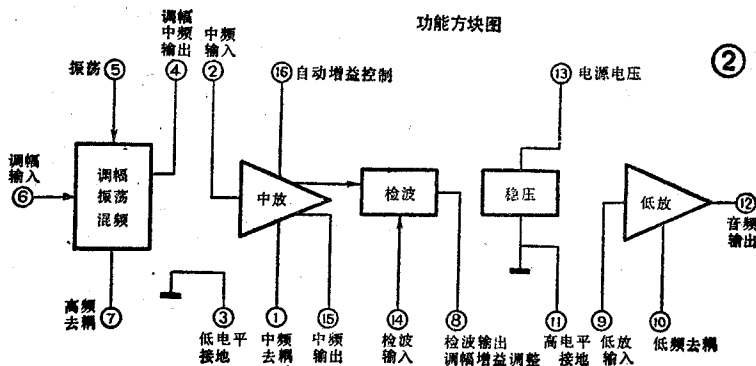 功能方块图
②
调幅
中频
输出
④
中频
输入
②
振荡⑤
⑯自动增益控制
⑬电源电压
调幅
输入
⑥
调幅
振荡
混频
中放
检波
稳压
低放
⑫
音频
输出
高频
去耦
⑦
③
低电平
接地
①
中频
去耦
⑮
中频
输出
⑭
检波
输入
⑧
检波输出
调幅增益调整
⑪
高电平
接地
⑨
低放
输入
⑩
低频去耦